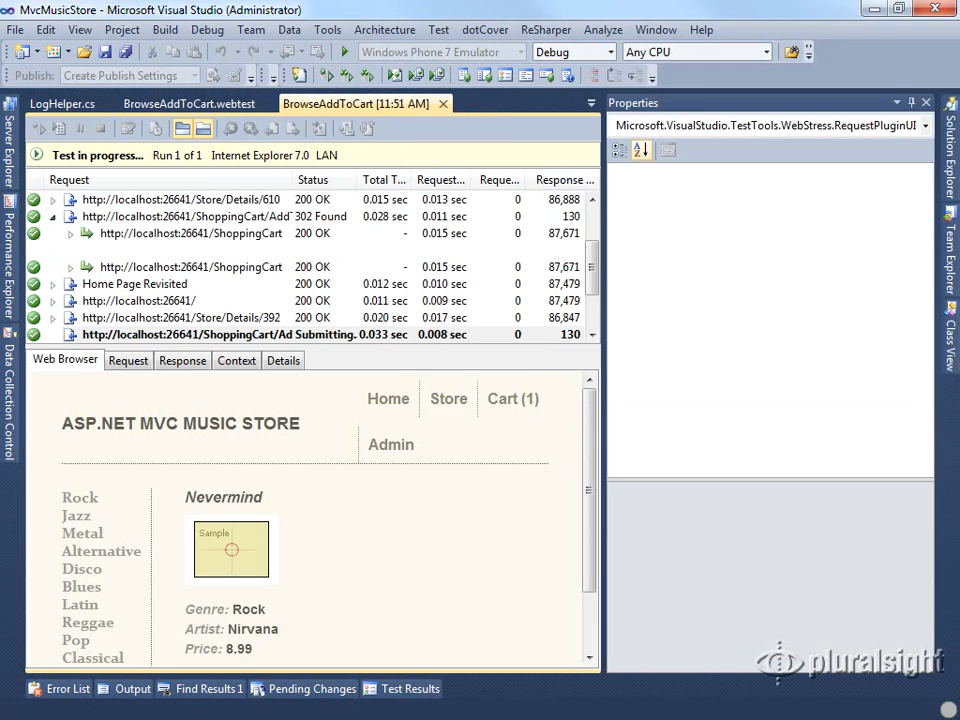 MvcMusicStore - Microsoft Visual Studio (Administrator)
File Edit View Project Build Debug Team Data Tools Architecture Test dotCover ReSharper Analyze Window Help
Windows Phone 7 Emulator Debug Any CPU
Publish: Create Publish Settings
LogHelper.cs BrowseAddToCart.webtest BrowseAddToCart [11:51 AM]
Properties
Microsoft.VisualStudio.TestTools.WebStress.RequestPluginUI
Test in progress... Run 1 of 1 Internet Explorer 7.0 LAN
Request Status Total T... Request... Reque... Response ...
http://localhost:26641/Store/Details/610 200 OK 0.015 sec 0.013 sec 0 86,888
http://localhost:26641/ShoppingCart/Add 302 Found 0.028 sec 0.011 sec 0 130
http://localhost:26641/ShoppingCart 200 OK - 0.015 sec 0 87,671
http://localhost:26641/ShoppingCart 200 OK - 0.015 sec 0 87,671
Home Page Revisited 200 OK 0.012 sec 0.010 sec 0 87,479
http://localhost:26641/ 200 OK 0.011 sec 0.009 sec 0 87,479
http://localhost:26641/Store/Details/392 200 OK 0.020 sec 0.017 sec 0 86,847
http://localhost:26641/ShoppingCart/Ad Submitting. 0.033 sec 0.008 sec 0 130
Web Browser Request Response Context Details
Home Store Cart (1)
ASP.NET MVC MUSIC STORE
Admin
Rock
Jazz
Metal
Alternative
Disco
Blues
Latin
Reggae
Pop
Classical
Nevermind
Sample
Genre: Rock
Artist: Nirvana
Price: 8.99
Server Explorer
Performance Explorer
Data Collection Control
Solution Explorer
Team Explorer
Class View
pluralsight
Error List Output Find Results 1 Pending Changes Test Results